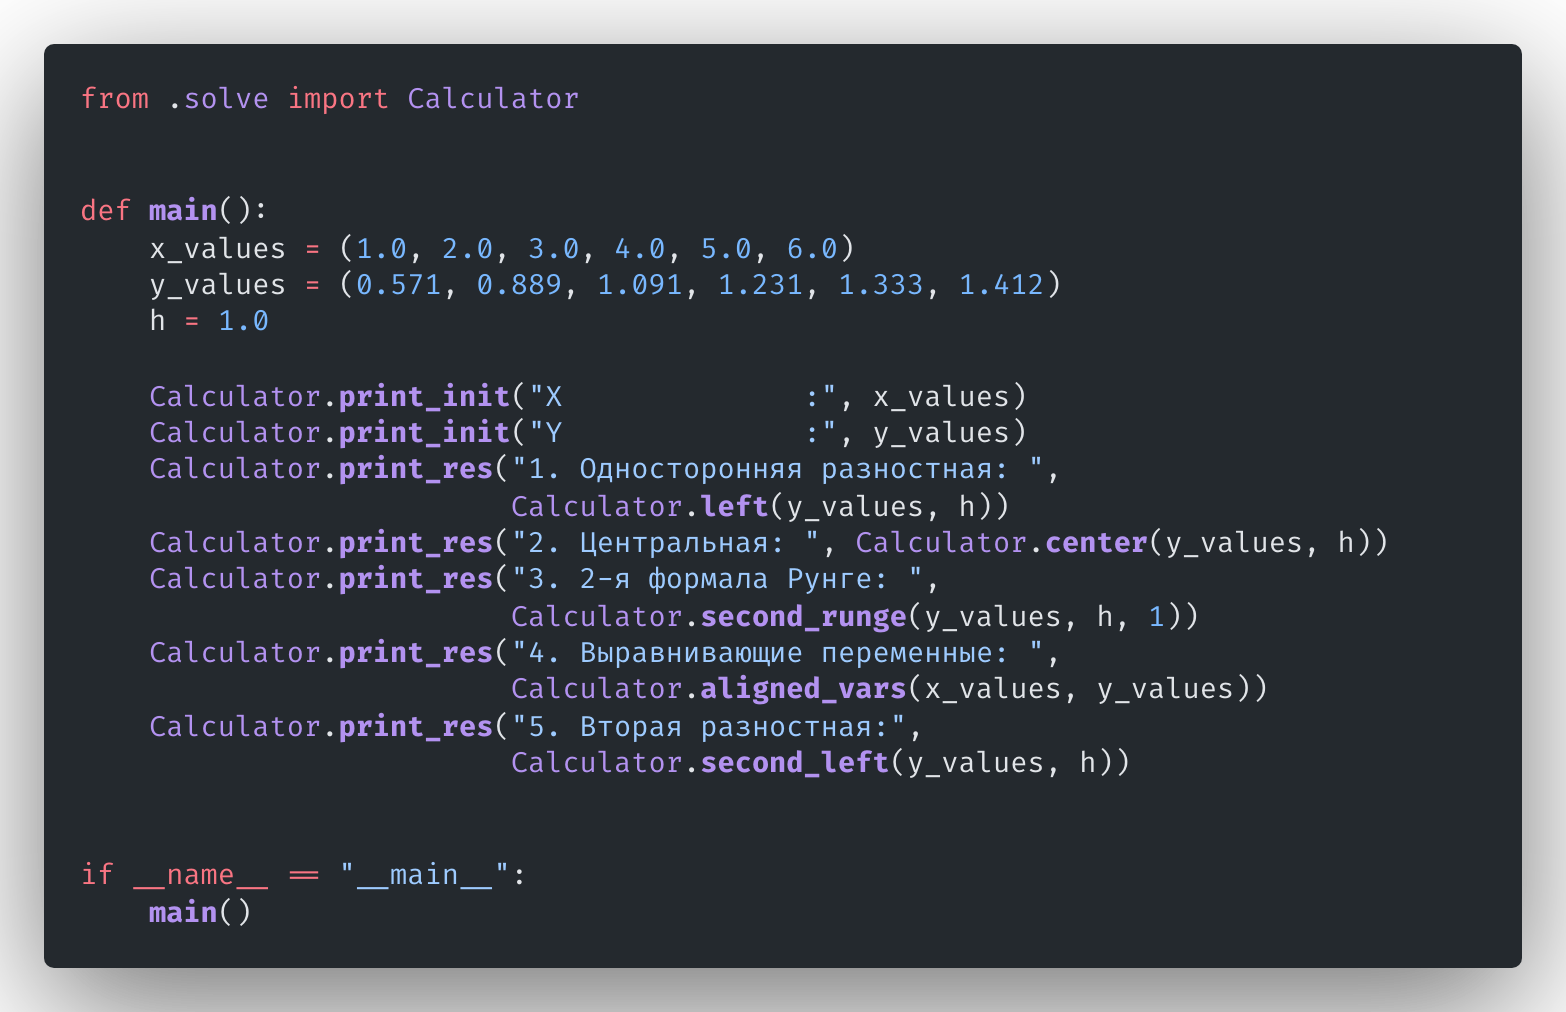 from .solve import Calculator
def main():
    x_values = (1.0, 2.0, 3.0, 4.0, 5.0, 6.0)
    y_values = (0.571, 0.889, 1.091, 1.231, 1.333, 1.412)
    h = 1.0
    Calculator.print_init("X              :", x_values)
    Calculator.print_init("Y              :", y_values)
    Calculator.print_res("1. Односторонняя разностная: ",
                         Calculator.left(y_values, h))
    Calculator.print_res("2. Центральная: ", Calculator.center(y_values, h))
    Calculator.print_res("3. 2-я формала Рунге: ",
                         Calculator.second_runge(y_values, h, 1))
    Calculator.print_res("4. Выравнивающие переменные: ",
                         Calculator.aligned_vars(x_values, y_values))
    Calculator.print_res("5. Вторая разностная:",
                         Calculator.second_left(y_values, h))
if __name__ == "__main__":
    main()